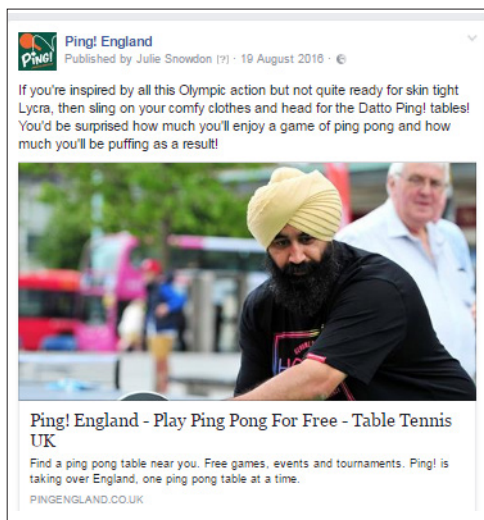 PiNG!
Ping! England
Published by Julie Snowdon [?] · 19 August 2016 ·
If you're inspired by all this Olympic action but not quite ready for skin tight
Lycra, then sling on your comfy clothes and head for the Datto Ping! tables!
You'd be surprised how much you'll enjoy a game of ping pong and how
much you'll be puffing as a result!
Ping! England - Play Ping Pong For Free - Table Tennis
UK
Find a ping pong table near you. Free games, events and tournaments. Ping! is
taking over England, one ping pong table at a time.
PINGENGLAND.CO.UK